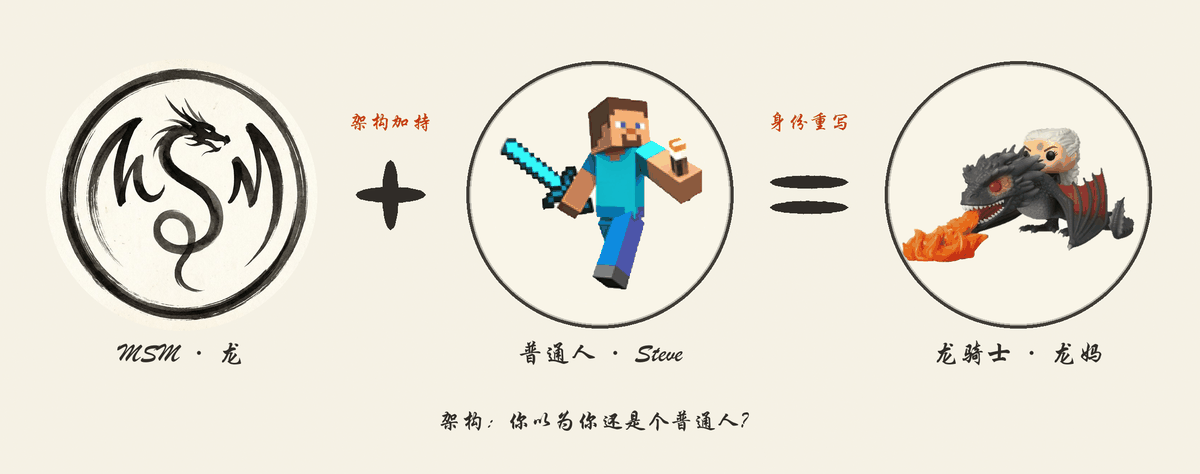 MSM
架构加持
身份重写
MSM · 龙
普通人 · Steve
龙骑士 · 龙妈
架构：你以为你还是个普通人？